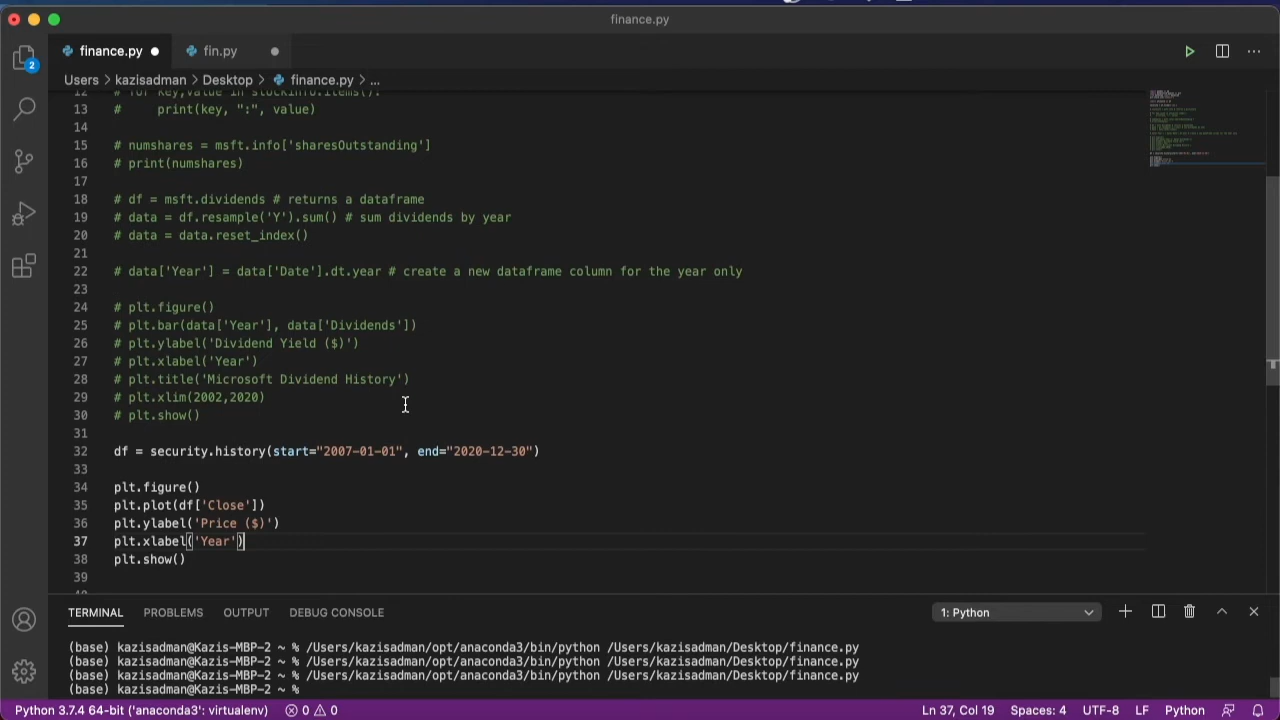 finance.py
finance.py
fin.py
2
Users > kazisadman > Desktop > finance.py > ...
12 # for key,value in stockinfo.items():
13 #     print(key, ":", value)
14
15 # numshares = msft.info['sharesOutstanding']
16 # print(numshares)
17
18 # df = msft.dividends # returns a dataframe
19 # data = df.resample('Y').sum() # sum dividends by year
20 # data = data.reset_index()
21
22 # data['Year'] = data['Date'].dt.year # create a new dataframe column for the year only
23
24 # plt.figure()
25 # plt.bar(data['Year'], data['Dividends'])
26 # plt.ylabel('Dividend Yield ($)')
27 # plt.xlabel('Year')
28 # plt.title('Microsoft Dividend History')
29 # plt.xlim(2002,2020)
30 # plt.show()
31
32 df = security.history(start="2007-01-01", end="2020-12-30")
33
34 plt.figure()
35 plt.plot(df['Close'])
36 plt.ylabel('Price ($)')
37 plt.xlabel('Year')
38 plt.show()
39
TERMINAL PROBLEMS OUTPUT DEBUG CONSOLE 1: Python
(base) kazisadman@Kazis-MBP-2 ~ % /Users/kazisadman/opt/anaconda3/bin/python /Users/kazisadman/Desktop/finance.py
(base) kazisadman@Kazis-MBP-2 ~ % /Users/kazisadman/opt/anaconda3/bin/python /Users/kazisadman/Desktop/finance.py
(base) kazisadman@Kazis-MBP-2 ~ % /Users/kazisadman/opt/anaconda3/bin/python /Users/kazisadman/Desktop/finance.py
(base) kazisadman@Kazis-MBP-2 ~ %
Python 3.7.4 64-bit ('anaconda3': virtualenv) 0 0 Ln 37, Col 19 Spaces: 4 UTF-8 LF Python